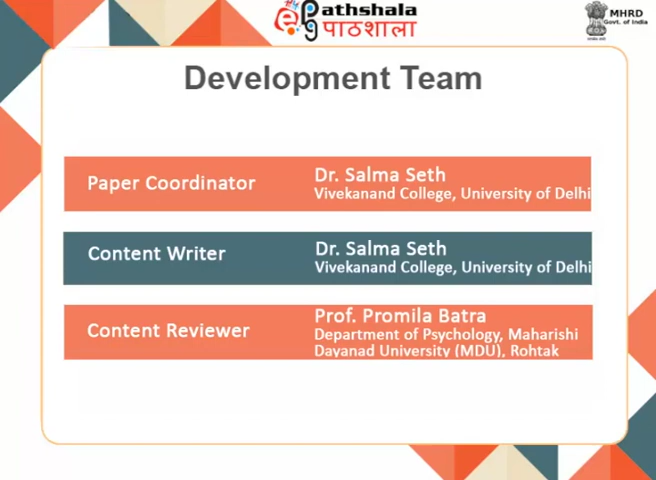 ePathshala
पाठशाला
MHRD
Govt. of India
Development Team
Paper Coordinator
Dr. Salma Seth
Vivekanand College, University of Delhi
Content Writer
Dr. Salma Seth
Vivekanand College, University of Delhi
Content Reviewer
Prof. Promila Batra
Department of Psychology, Maharishi
Dayanad University (MDU), Rohtak